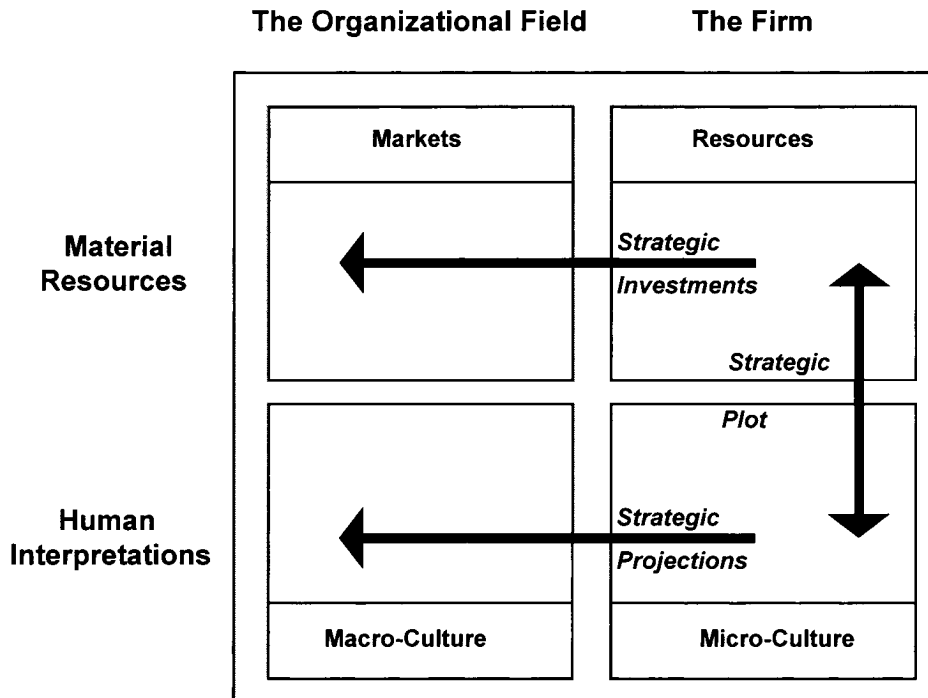 The Organizational Field
The Firm
Markets
Resources
Material
Resources
Strategic
Investments
Strategic
Plot
Human
Interpretations
Strategic
Projections
Macro-Culture
Micro-Culture